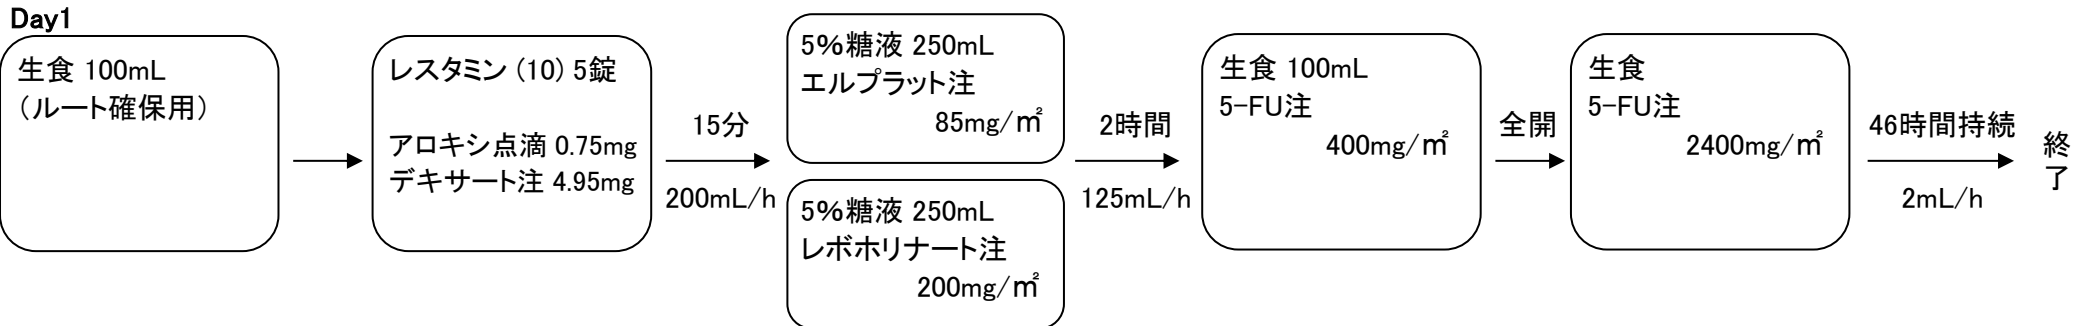 Day1
生食 100mL
（ルート確保用）
レスタミン (10) 5錠
アロキシ点滴 0.75mg
デキサート注 4.95mg
15分
200mL/h
5%糖液 250mL
エルプラット注
85mg/㎡
5%糖液 250mL
レボホリナート注
200mg/㎡
2時間
125mL/h
生食 100mL
5-FU注
400mg/㎡
全開
生食
5-FU注
2400mg/㎡
46時間持続
2mL/h
終了